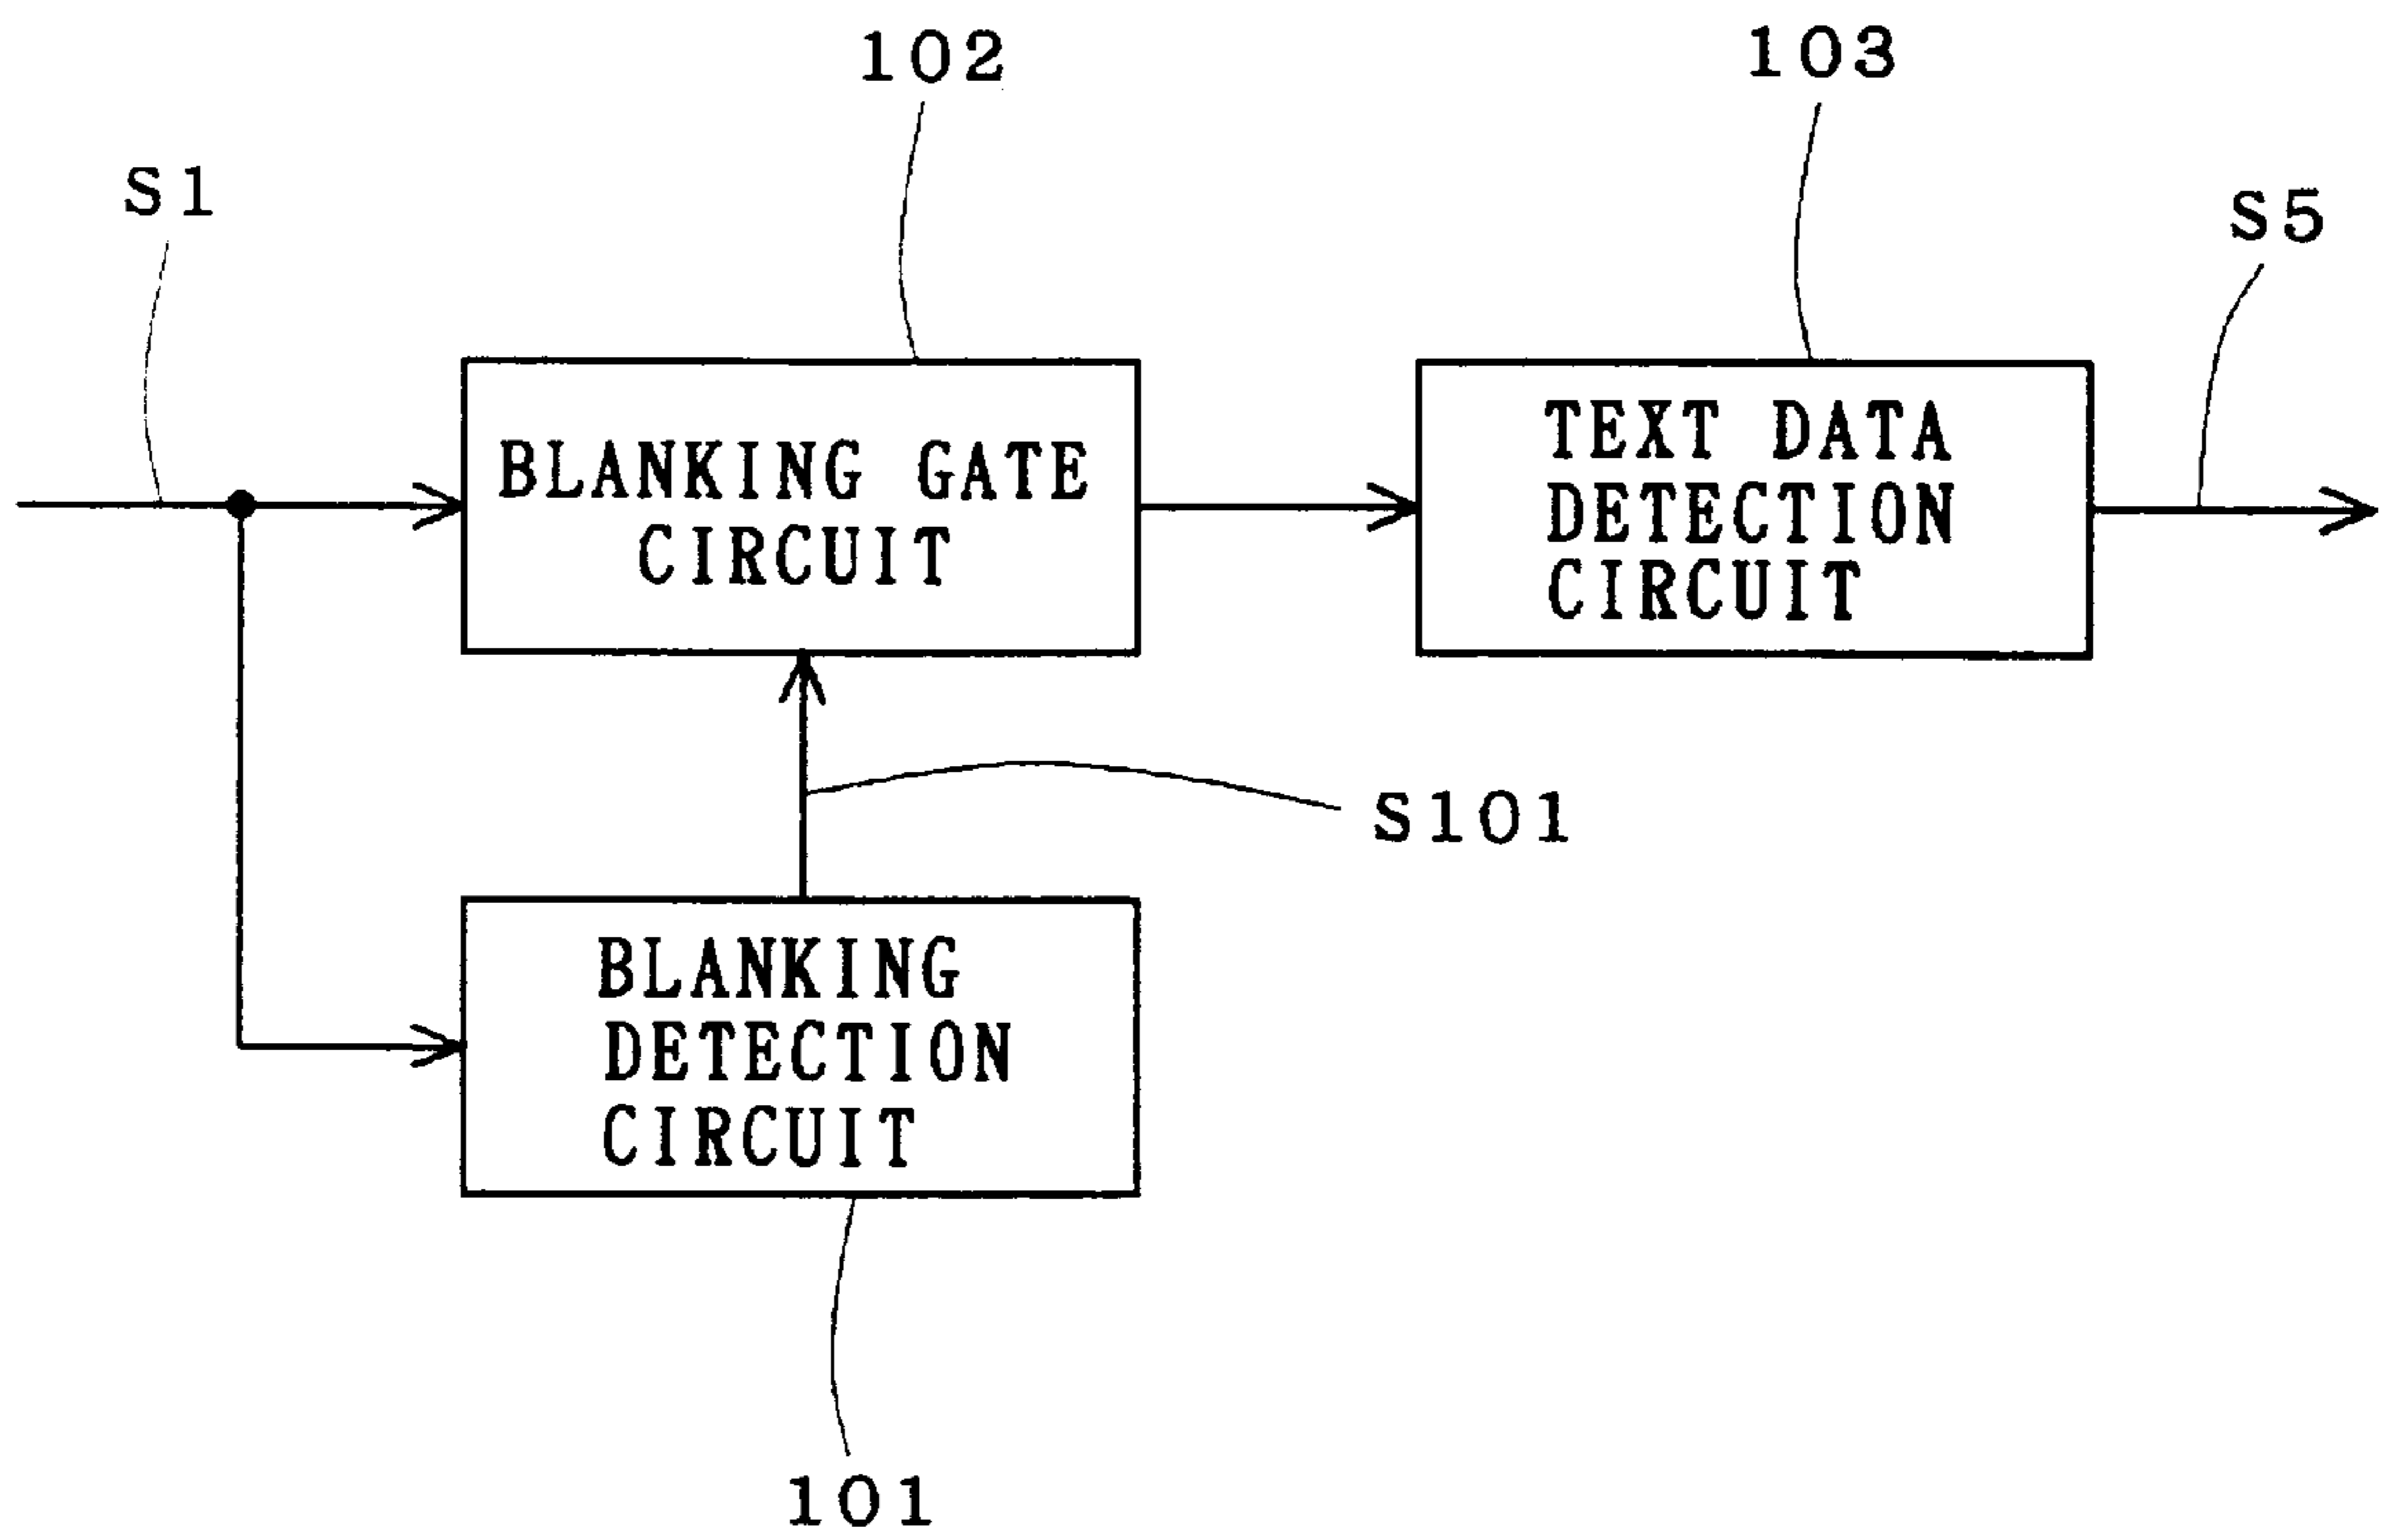 102
103
S1
S5
BLANKING GATE
CIRCUIT
TEXT DATA
DETECTION
CIRCUIT
S101
BLANKING
DETECTION
CIRCUIT
101